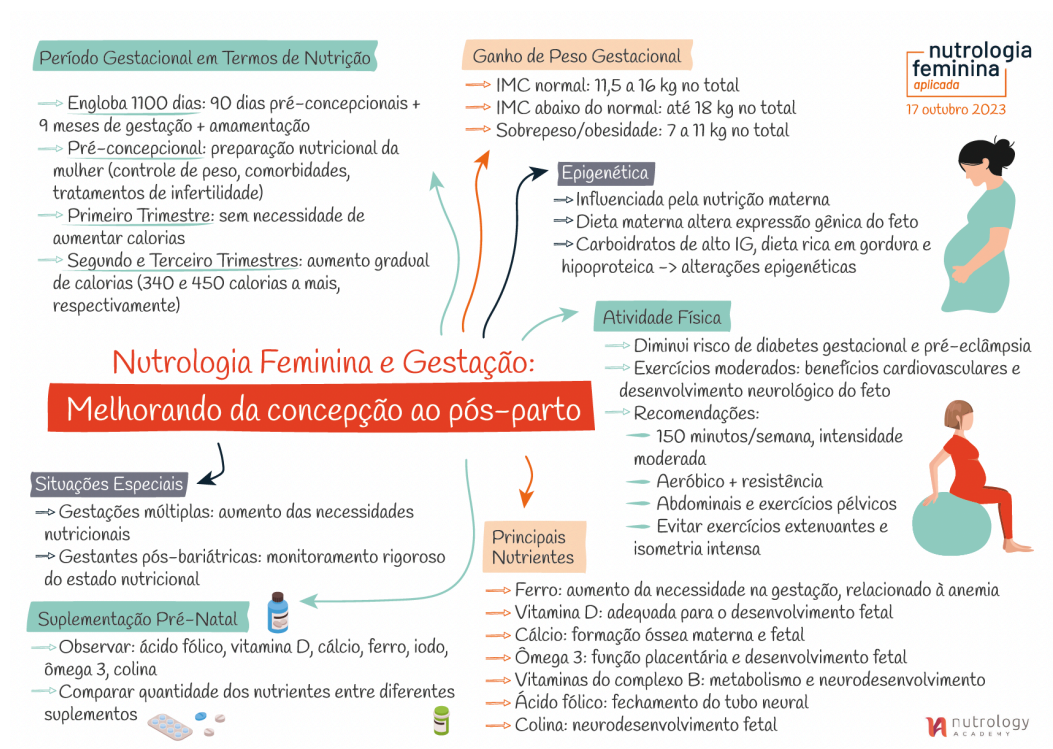 Período Gestacional em Termos de Nutrição
Engloba 1100 dias: 90 dias pré-concepcionais +
9 meses de gestação + amamentação
Pré-concepcional: preparação nutricional da
mulher (controle de peso, comorbidades,
tratamentos de infertilidade)
Primeiro Trimestre: sem necessidade de
aumentar calorias
Segundo e Terceiro Trimestres: aumento gradual
de calorias (340 e 450 calorias a mais,
respectivamente)
Ganho de Peso Gestacional
IMC normal: 11,5 a 16 kg no total
IMC abaixo do normal: até 18 kg no total
Sobrepeso/obesidade: 7 a 11 kg no total
nutrologia
feminina
aplicada
17 outubro 2023
Epigenética
Influenciada pela nutrição materna
Dieta materna altera expressão gênica do feto
Carboidratos de alto IG, dieta rica em gordura e
hipoproteica -> alterações epigenéticas
Atividade Física
Diminui risco de diabetes gestacional e pré-eclâmpsia
Exercícios moderados: benefícios cardiovasculares e
desenvolvimento neurológico do feto
Recomendações:
150 minutos/semana, intensidade
moderada
Aeróbico + resistência
Abdominais e exercícios pélvicos
Evitar exercícios extenuantes e
isometria intensa
Nutrologia Feminina e Gestação:
Melhorando da concepção ao pós-parto
Situações Especiais
Gestações múltiplas: aumento das necessidades
nutricionais
Gestantes pós-bariátricas: monitoramento rigoroso
do estado nutricional
Suplementação Pré-Natal
Observar: ácido fólico, vitamina D, cálcio, ferro, iodo,
ômega 3, colina
Comparar quantidade dos nutrientes entre diferentes
suplementos
Principais
Nutrientes
Ferro: aumento da necessidade na gestação, relacionado à anemia
Vitamina D: adequada para o desenvolvimento fetal
Cálcio: formação óssea materna e fetal
Ômega 3: função placentária e desenvolvimento fetal
Vitaminas do complexo B: metabolismo e neurodesenvolvimento
Ácido fólico: fechamento do tubo neural
Colina: neurodesenvolvimento fetal
nutrology
ACADEMY